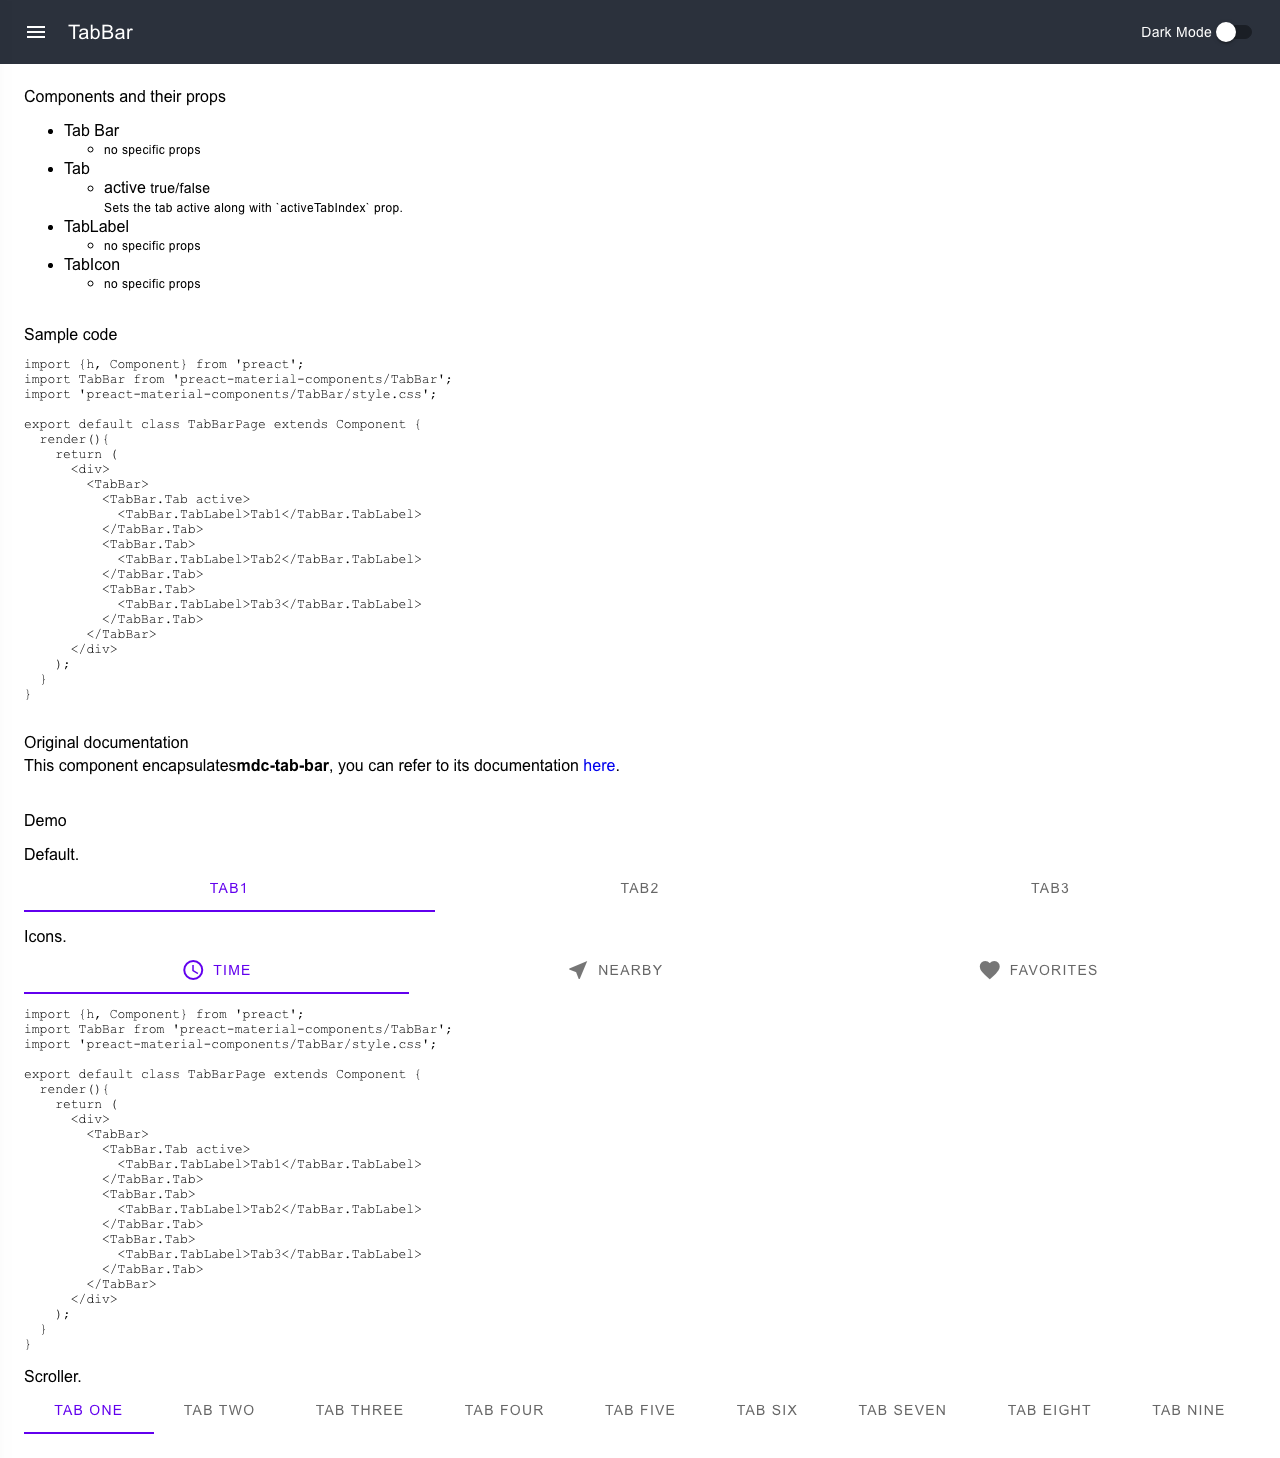 TabBar
Dark Mode
Components and their props
Tab Bar
no specific props
Tab
active true/false
Sets the tab active along with `activeTabIndex` prop.
TabLabel
no specific props
TabIcon
no specific props
Sample code
import {h, Component} from 'preact';
import TabBar from 'preact-material-components/TabBar';
import 'preact-material-components/TabBar/style.css';
export default class TabBarPage extends Component {
  render(){
    return (
      <div>
        <TabBar>
          <TabBar.Tab active>
            <TabBar.TabLabel>Tab1</TabBar.TabLabel>
          </TabBar.Tab>
          <TabBar.Tab>
            <TabBar.TabLabel>Tab2</TabBar.TabLabel>
          </TabBar.Tab>
          <TabBar.Tab>
            <TabBar.TabLabel>Tab3</TabBar.TabLabel>
          </TabBar.Tab>
        </TabBar>
      </div>
    );
  }
}
Original documentation
This component encapsulatesmdc-tab-bar, you can refer to its documentation here.
Demo
Default.
TAB1 TAB2 TAB3
Icons.
TIME NEARBY FAVORITES
import {h, Component} from 'preact';
import TabBar from 'preact-material-components/TabBar';
import 'preact-material-components/TabBar/style.css';
export default class TabBarPage extends Component {
  render(){
    return (
      <div>
        <TabBar>
          <TabBar.Tab active>
            <TabBar.TabLabel>Tab1</TabBar.TabLabel>
          </TabBar.Tab>
          <TabBar.Tab>
            <TabBar.TabLabel>Tab2</TabBar.TabLabel>
          </TabBar.Tab>
          <TabBar.Tab>
            <TabBar.TabLabel>Tab3</TabBar.TabLabel>
          </TabBar.Tab>
        </TabBar>
      </div>
    );
  }
}
Scroller.
TAB ONE TAB TWO TAB THREE TAB FOUR TAB FIVE TAB SIX TAB SEVEN TAB EIGHT TAB NINE